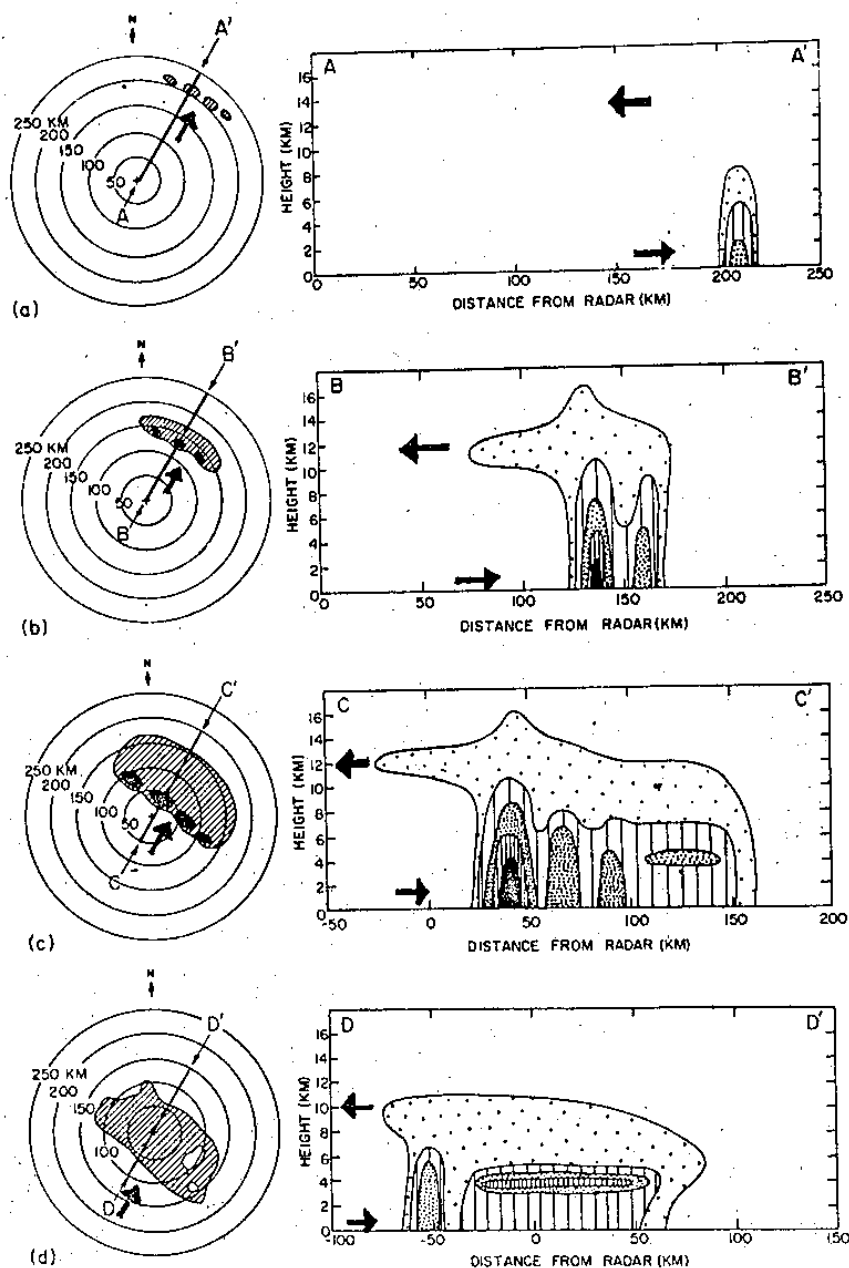 N
A'
250 KM
200
150
100
50
A
(a)
A A'
HEIGHT (KM)
16
14
12
10
8
6
4
2
0
0 50 100 150 200 250
DISTANCE FROM RADAR (KM)
N
B'
250 KM
200
150
100
50
B
(b)
B B'
HEIGHT (KM)
16
14
12
10
8
6
4
2
0
0 50 100 150 200 250
DISTANCE FROM RADAR (KM)
N
C'
250 KM
200
150
100
50
C
(c)
C C'
HEIGHT (KM)
16
14
12
10
8
6
4
2
0
-50 0 50 100 150 200
DISTANCE FROM RADAR (KM)
N
D'
250 KM
200
150
100
D
(d)
D D'
HEIGHT (KM)
16
14
12
10
8
6
4
2
0
-100 -50 0 50 100 150
DISTANCE FROM RADAR (KM)